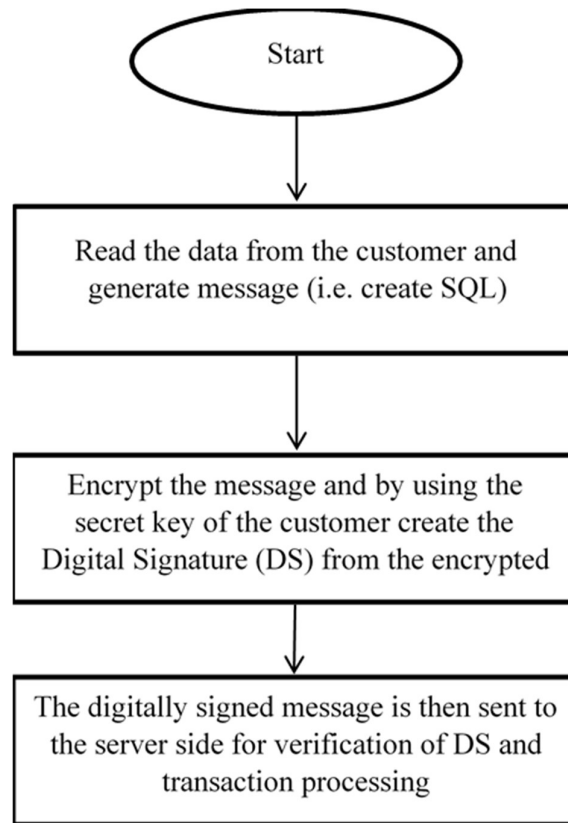 Start
Read the data from the customer and
generate message (i.e. create SQL)
Encrypt the message and by using the
secret key of the customer create the
Digital Signature (DS) from the encrypted
The digitally signed message is then sent to
the server side for verification of DS and
transaction processing